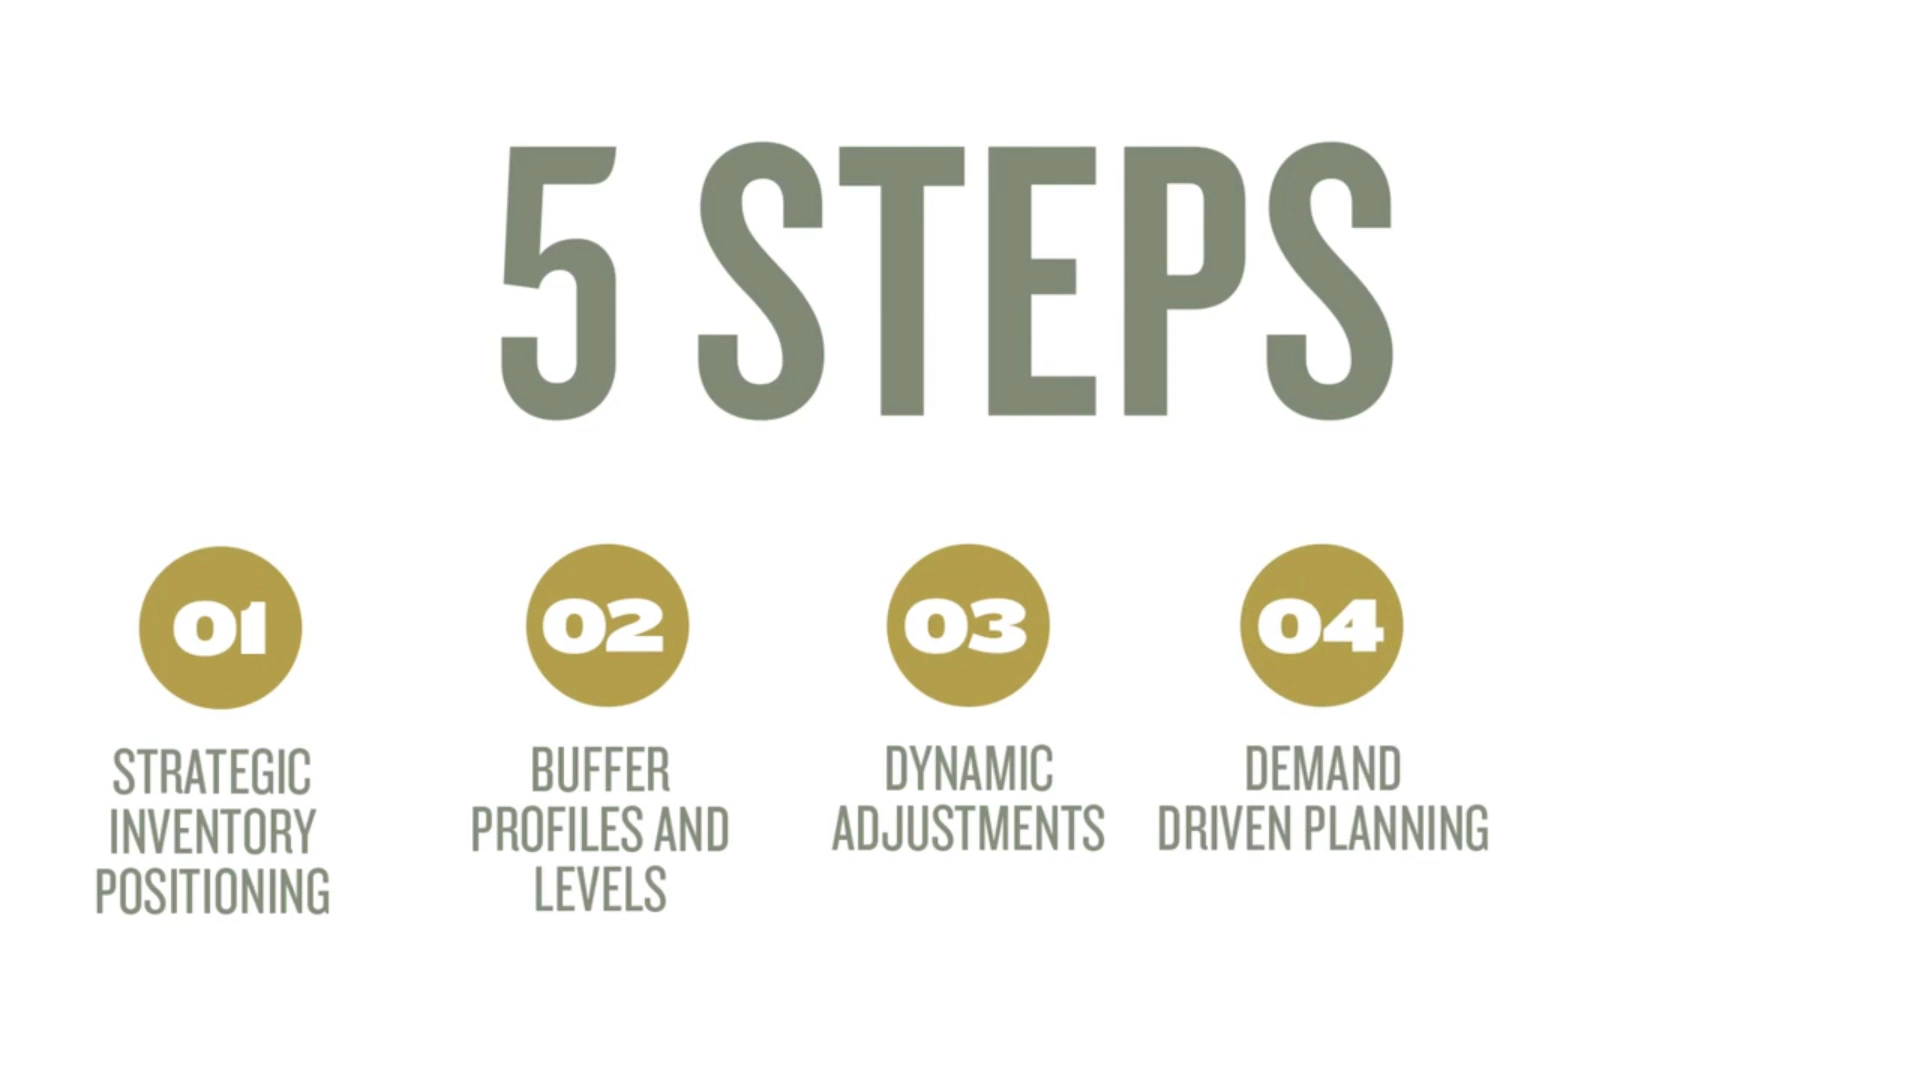 5 STEPS
01
STRATEGIC
INVENTORY
POSITIONING
02
BUFFER
PROFILES AND
LEVELS
03
DYNAMIC
ADJUSTMENTS
04
DEMAND
DRIVEN PLANNING